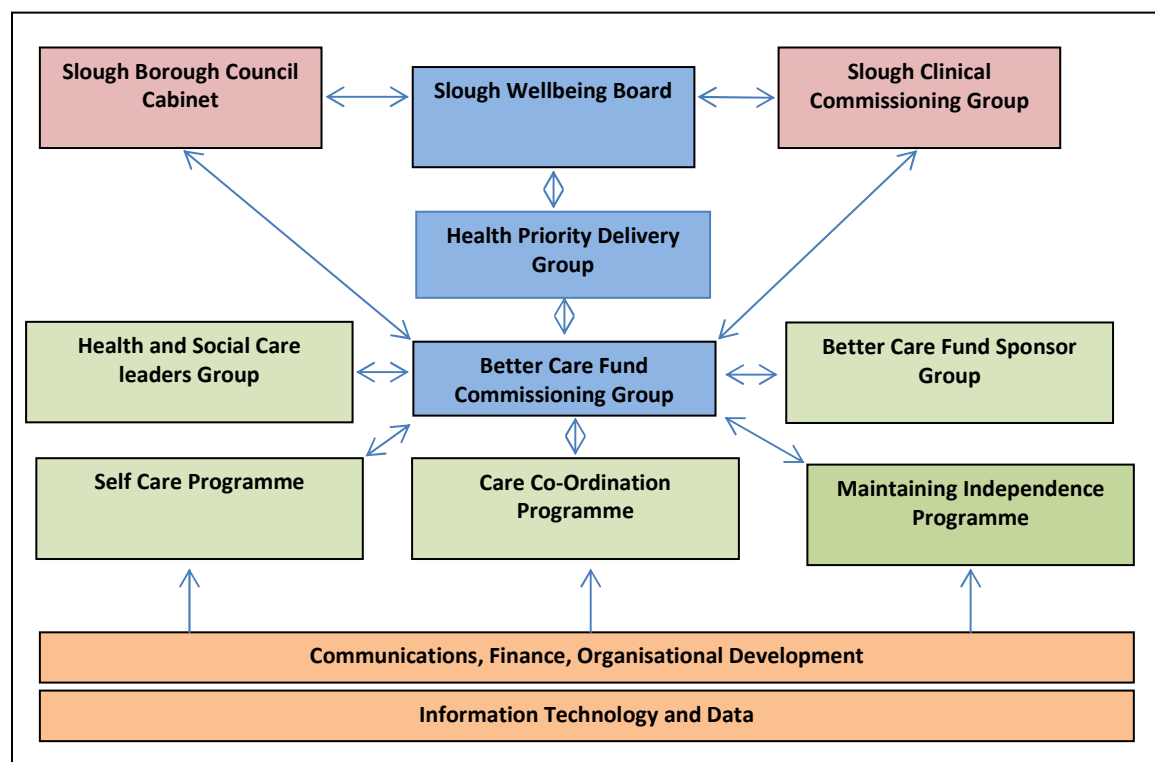 Slough Borough Council
Cabinet
Slough Wellbeing Board
Slough Clinical
Commissioning Group
Health Priority Delivery
Group
Health and Social Care
leaders Group
Better Care Fund
Commissioning Group
Better Care Fund Sponsor
Group
Self Care Programme
Care Co-Ordination
Programme
Maintaining Independence
Programme
Communications, Finance, Organisational Development
Information Technology and Data